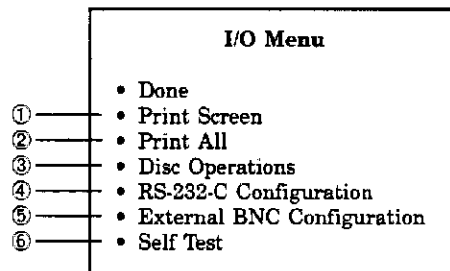 I/O Menu
• Done
① • Print Screen
② • Print All
③ • Disc Operations
④ • RS-232-C Configuration
⑤ • External BNC Configuration
⑥ • Self Test